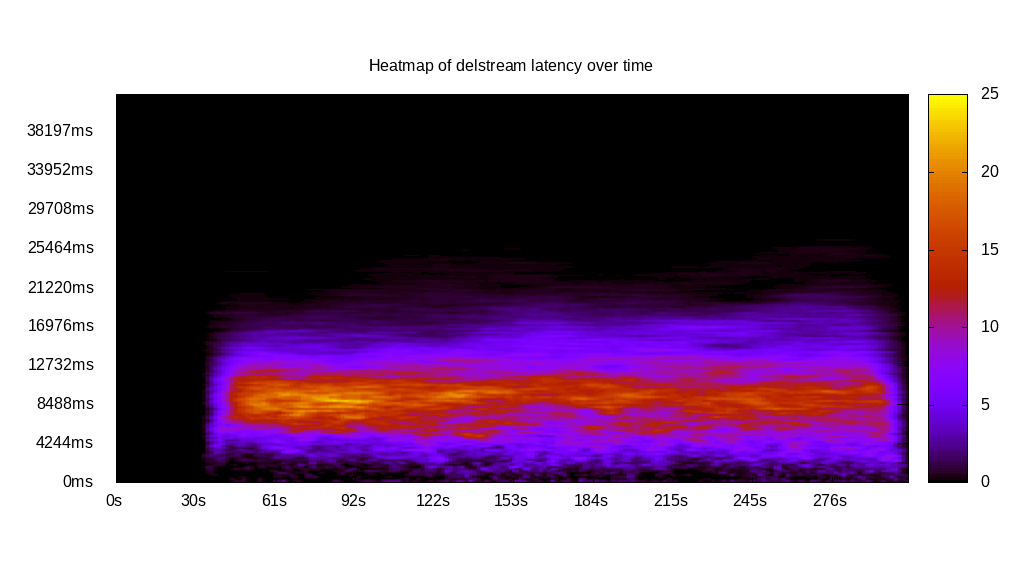 Heatmap of delstream latency over time
38197ms
33952ms
29708ms
25464ms
21220ms
16976ms
12732ms
8488ms
4244ms
0ms
0s 30s 61s 92s 122s 153s 184s 215s 245s 276s
25
20
15
10
5
0